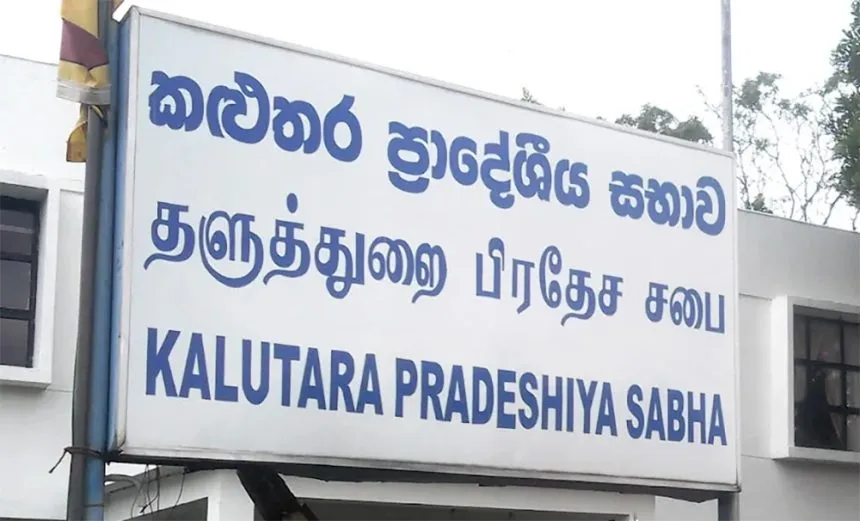 කළුතර ප්‍රාදේශීය සභාව
தளுத்துறை பிரதேச சபை
KALUTARA PRADESHIYA SABHA